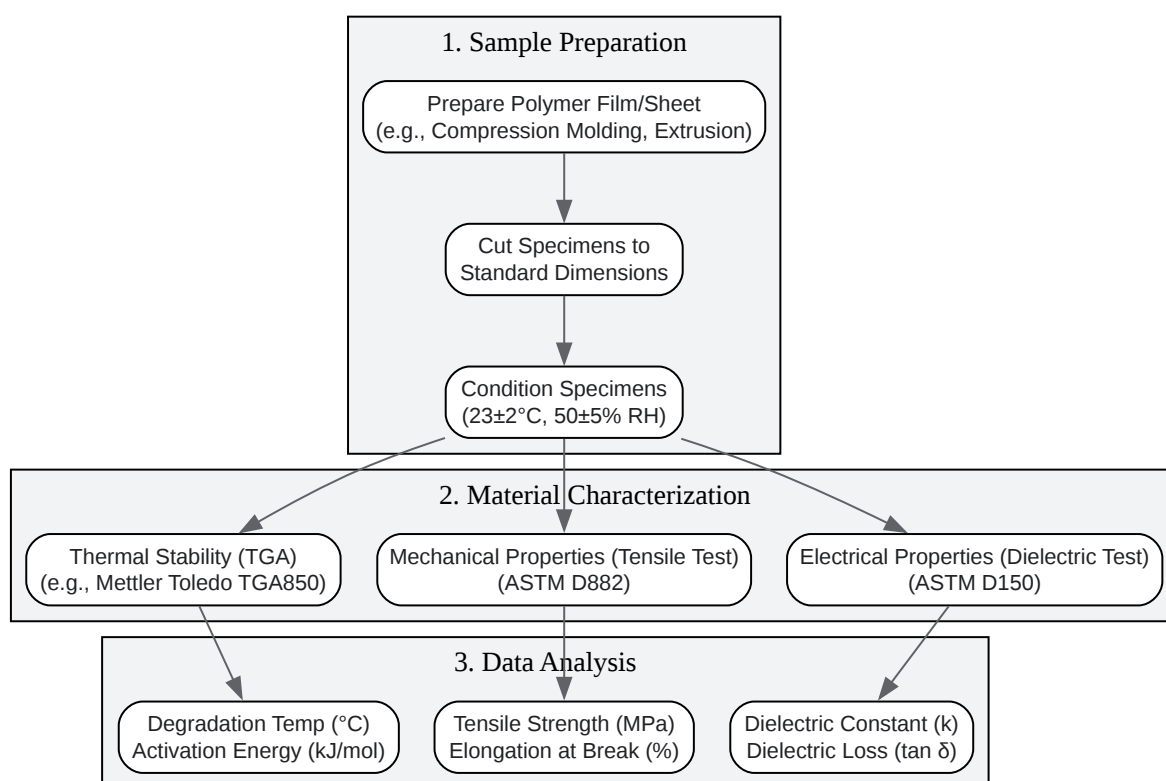 1. Sample Preparation
Prepare Polymer Film/Sheet
(e.g., Compression Molding, Extrusion)
Cut Specimens to
Standard Dimensions
Condition Specimens
(23±2°C, 50±5% RH)
2. Material Characterization
Thermal Stability (TGA)
(e.g., Mettler Toledo TGA850)
Mechanical Properties (Tensile Test)
(ASTM D882)
Electrical Properties (Dielectric Test)
(ASTM D150)
3. Data Analysis
Degradation Temp (°C)
Activation Energy (kJ/mol)
Tensile Strength (MPa)
Elongation at Break (%)
Dielectric Constant (k)
Dielectric Loss (tan δ)